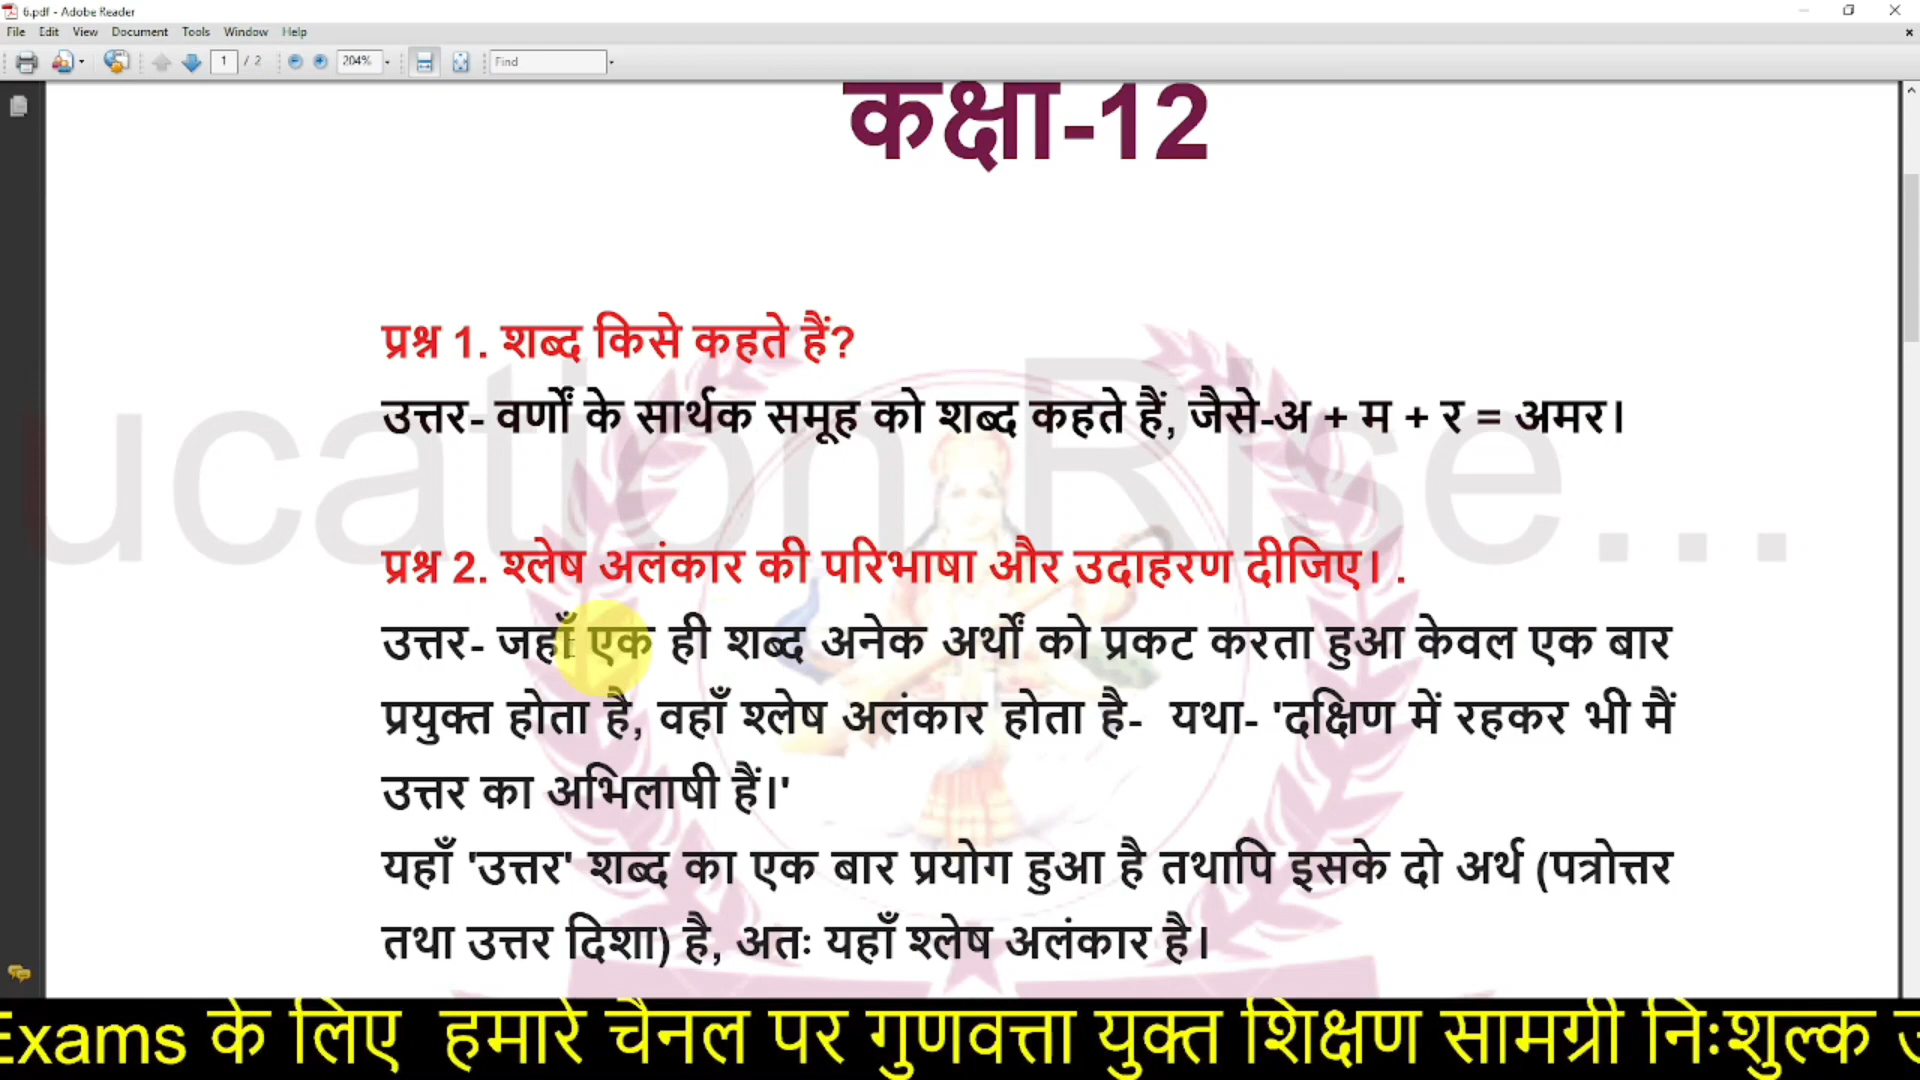 6.pdf - Adobe Reader
File Edit View Document Tools Window Help
1 / 2 204% Find
कक्षा-12
प्रश्न 1. शब्द किसे कहते हैं?
उत्तर- वर्णों के सार्थक समूह को शब्द कहते हैं, जैसे-अ + म + र = अमर।
ucation Rise...
प्रश्न 2. श्लेष अलंकार की परिभाषा और उदाहरण दीजिए। .
उत्तर- जहाँ एक ही शब्द अनेक अर्थों को प्रकट करता हुआ केवल एक बार
प्रयुक्त होता है, वहाँ श्लेष अलंकार होता है- यथा- 'दक्षिण में रहकर भी मैं
उत्तर का अभिलाषी हैं।'
यहाँ 'उत्तर' शब्द का एक बार प्रयोग हुआ है तथापि इसके दो अर्थ (पत्रोत्तर
तथा उत्तर दिशा) है, अतः यहाँ श्लेष अलंकार है।
Exams के लिए हमारे चैनल पर गुणवत्ता युक्त शिक्षण सामग्री निःशुल्क